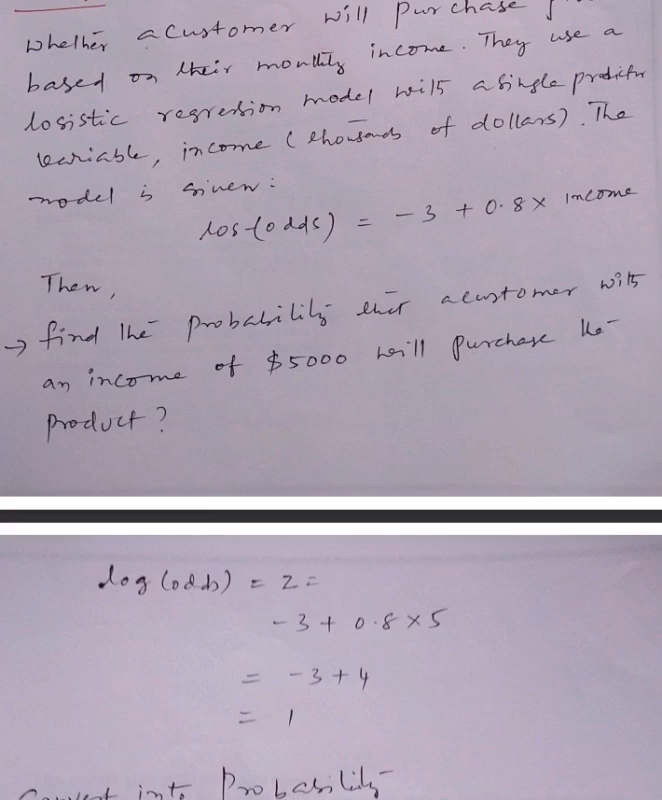 Whether a customer will purchase
based on their monthly income. They use a
logistic regression model with a single predictor
variable, income (thousands of dollars). The
model is given:
log(odds) = -3 + 0.8 x income
Then,
→ find the probability that a customer with
an income of $5000 will purchase the
product?
log(odds) = z =
-3 + 0.8 x 5
= -3 + 4
= 1
Convert into Probability